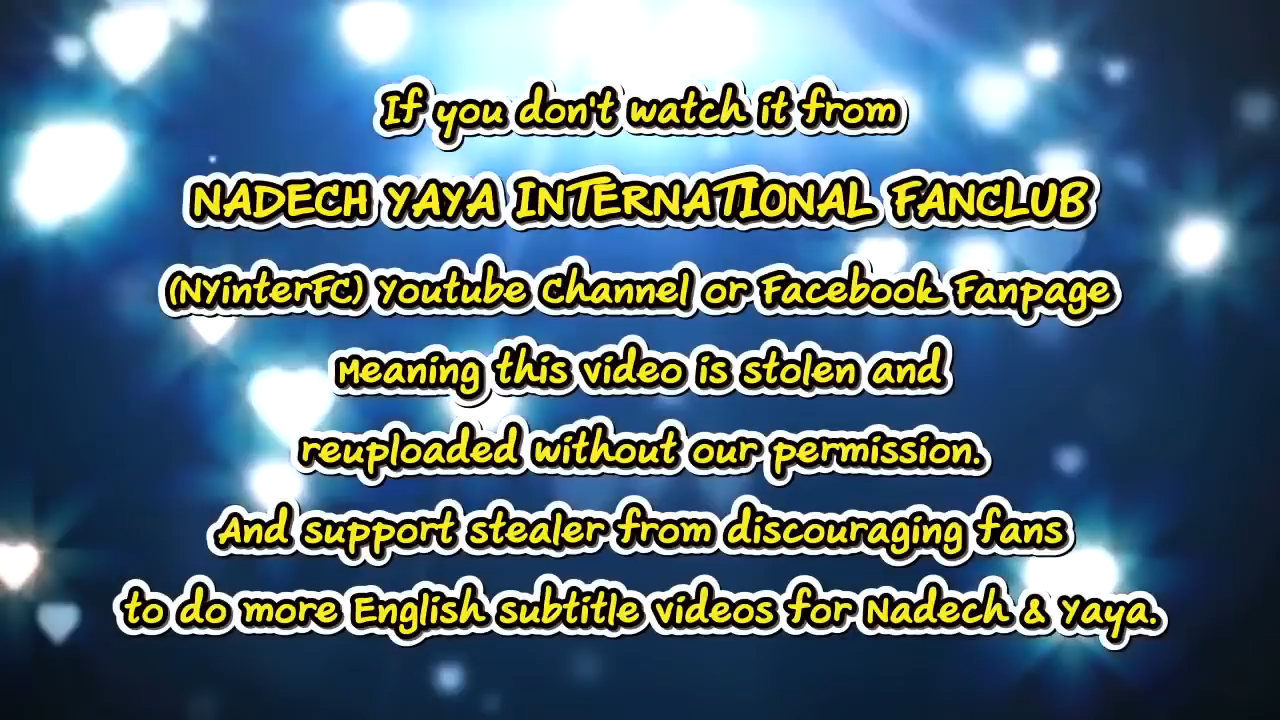 If you don't watch it from
NADECH YAYA INTERNATIONAL FANCLUB
(NYinterFC) Youtube Channel or Facebook Fanpage
Meaning this video is stolen and
reuploaded without our permission.
And support stealer from discouraging fans
to do more English subtitle videos for Nadech & Yaya.